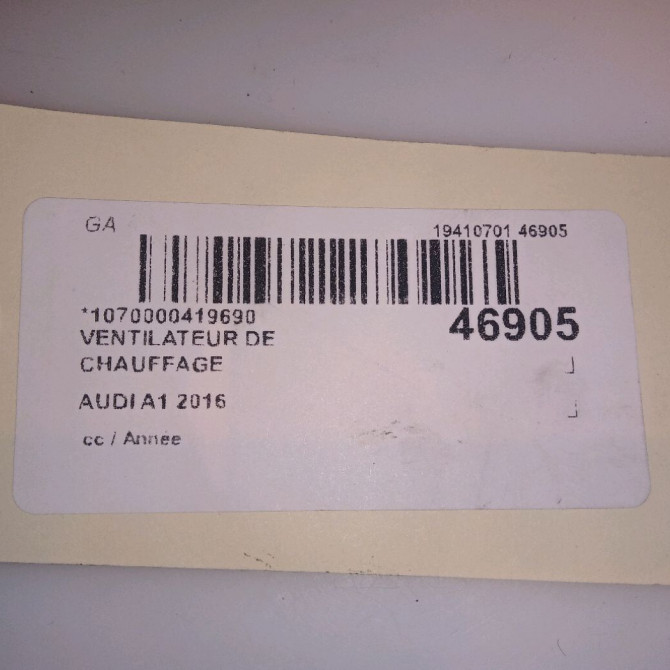 GA
19410701 46905
*1070000419690
46905
VENTILATEUR DE
CHAUFFAGE
AUDI A1 2016
cc / Année